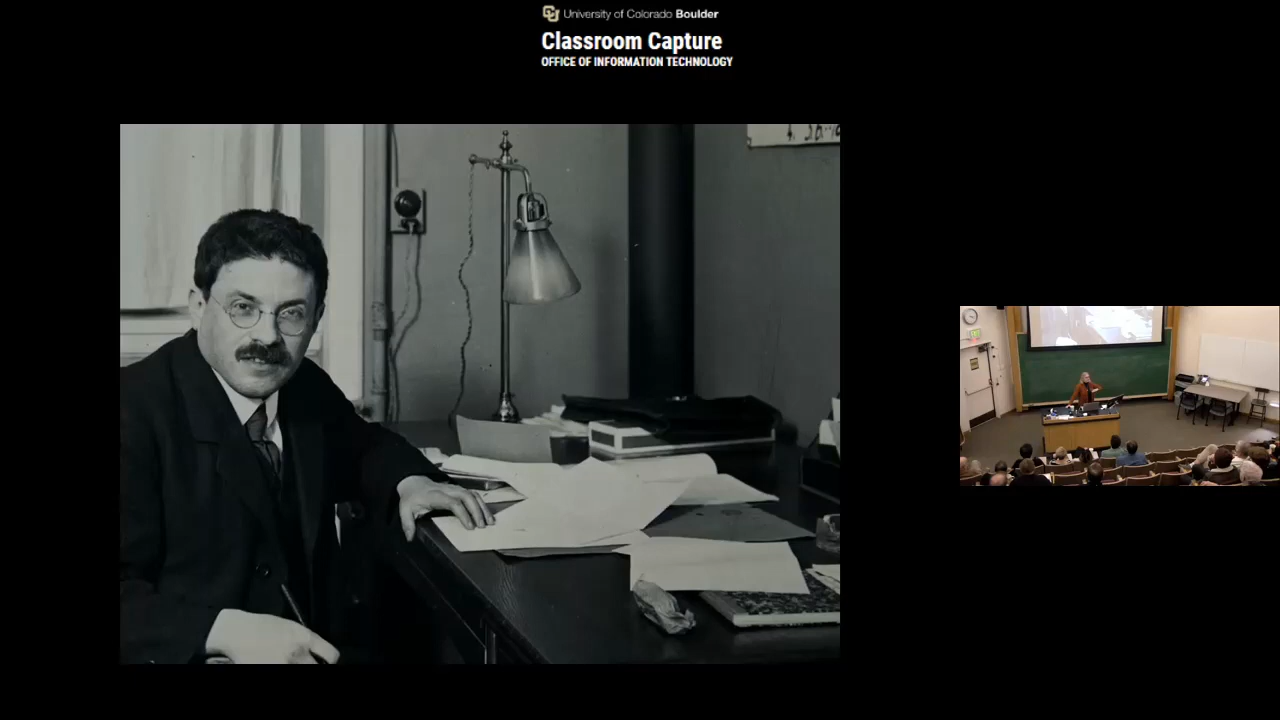 University of Colorado Boulder
Classroom Capture
OFFICE OF INFORMATION TECHNOLOGY